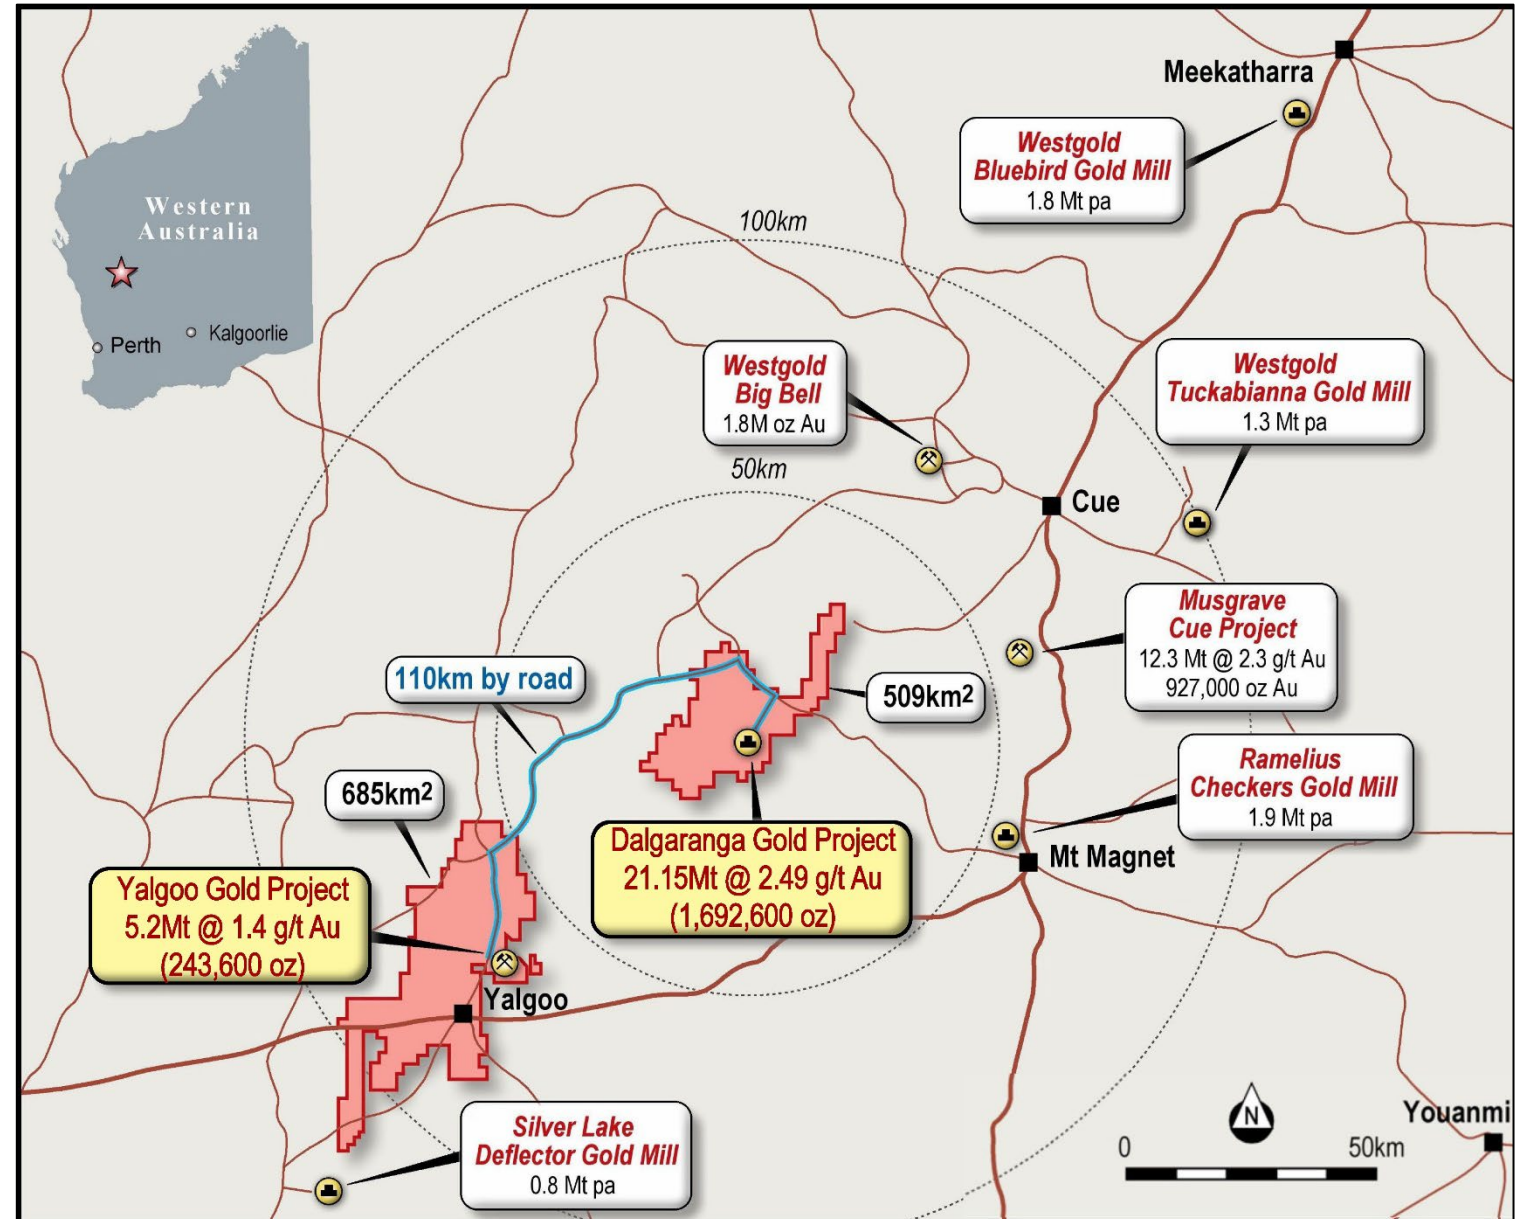 Meekatharra
Westgold
Bluebird Gold Mill
1.8 Mt pa
Western
Australia
Perth
Kalgoorlie
100km
Westgold
Big Bell
1.8M oz Au
Westgold
Tuckabianna Gold Mill
1.3 Mt pa
50km
Cue
Musgrave
Cue Project
12.3 Mt @ 2.3 g/t Au
927,000 oz Au
110km by road
509km2
685km2
Ramelius
Checkers Gold Mill
1.9 Mt pa
Dalgaranga Gold Project
21.15Mt @ 2.49 g/t Au
(1,692,600 oz)
Mt Magnet
Yalgoo Gold Project
5.2Mt @ 1.4 g/t Au
(243,600 oz)
Yalgoo
Silver Lake
Deflector Gold Mill
0.8 Mt pa
N
0 50km
Youanmi